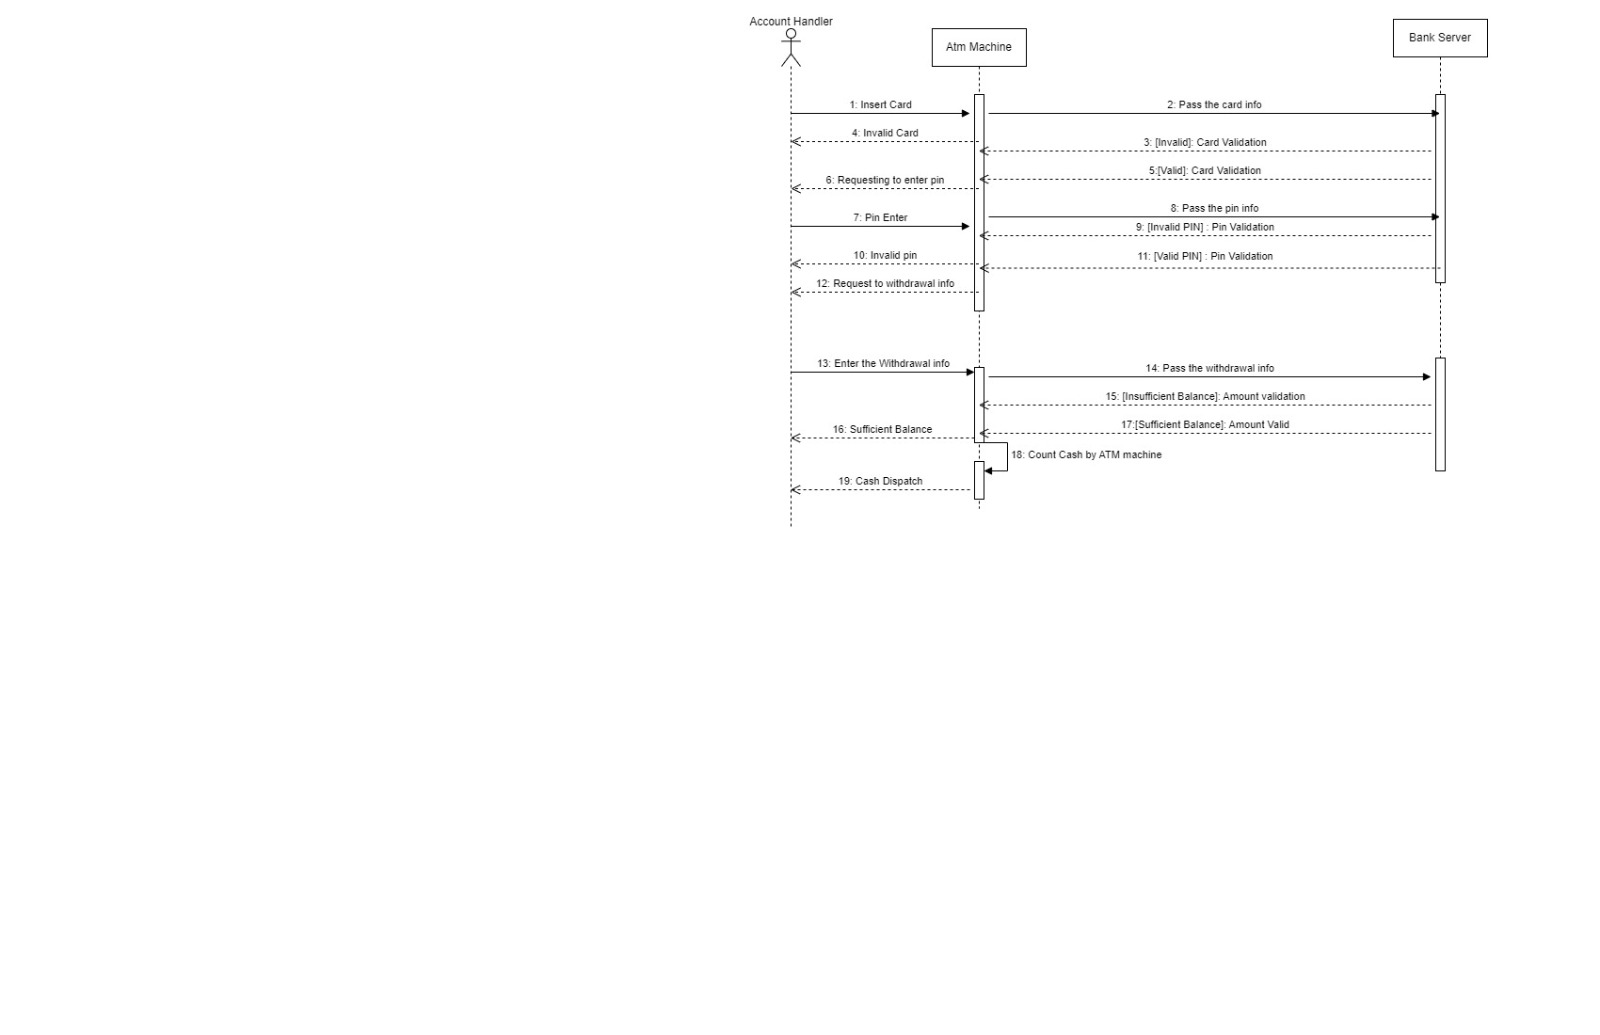 Account Handler
Atm Machine
Bank Server
1: Insert Card
2: Pass the card info
4: Invalid Card
3: [Invalid]: Card Validation
5:[Valid]: Card Validation
6: Requesting to enter pin
8: Pass the pin info
7: Pin Enter
9: [Invalid PIN] : Pin Validation
10: Invalid pin
11: [Valid PIN] : Pin Validation
12: Request to withdrawal info
13: Enter the Withdrawal info
14: Pass the withdrawal info
15: [Insufficient Balance]: Amount validation
16: Sufficient Balance
17:[Sufficient Balance]: Amount Valid
18: Count Cash by ATM machine
19: Cash Dispatch